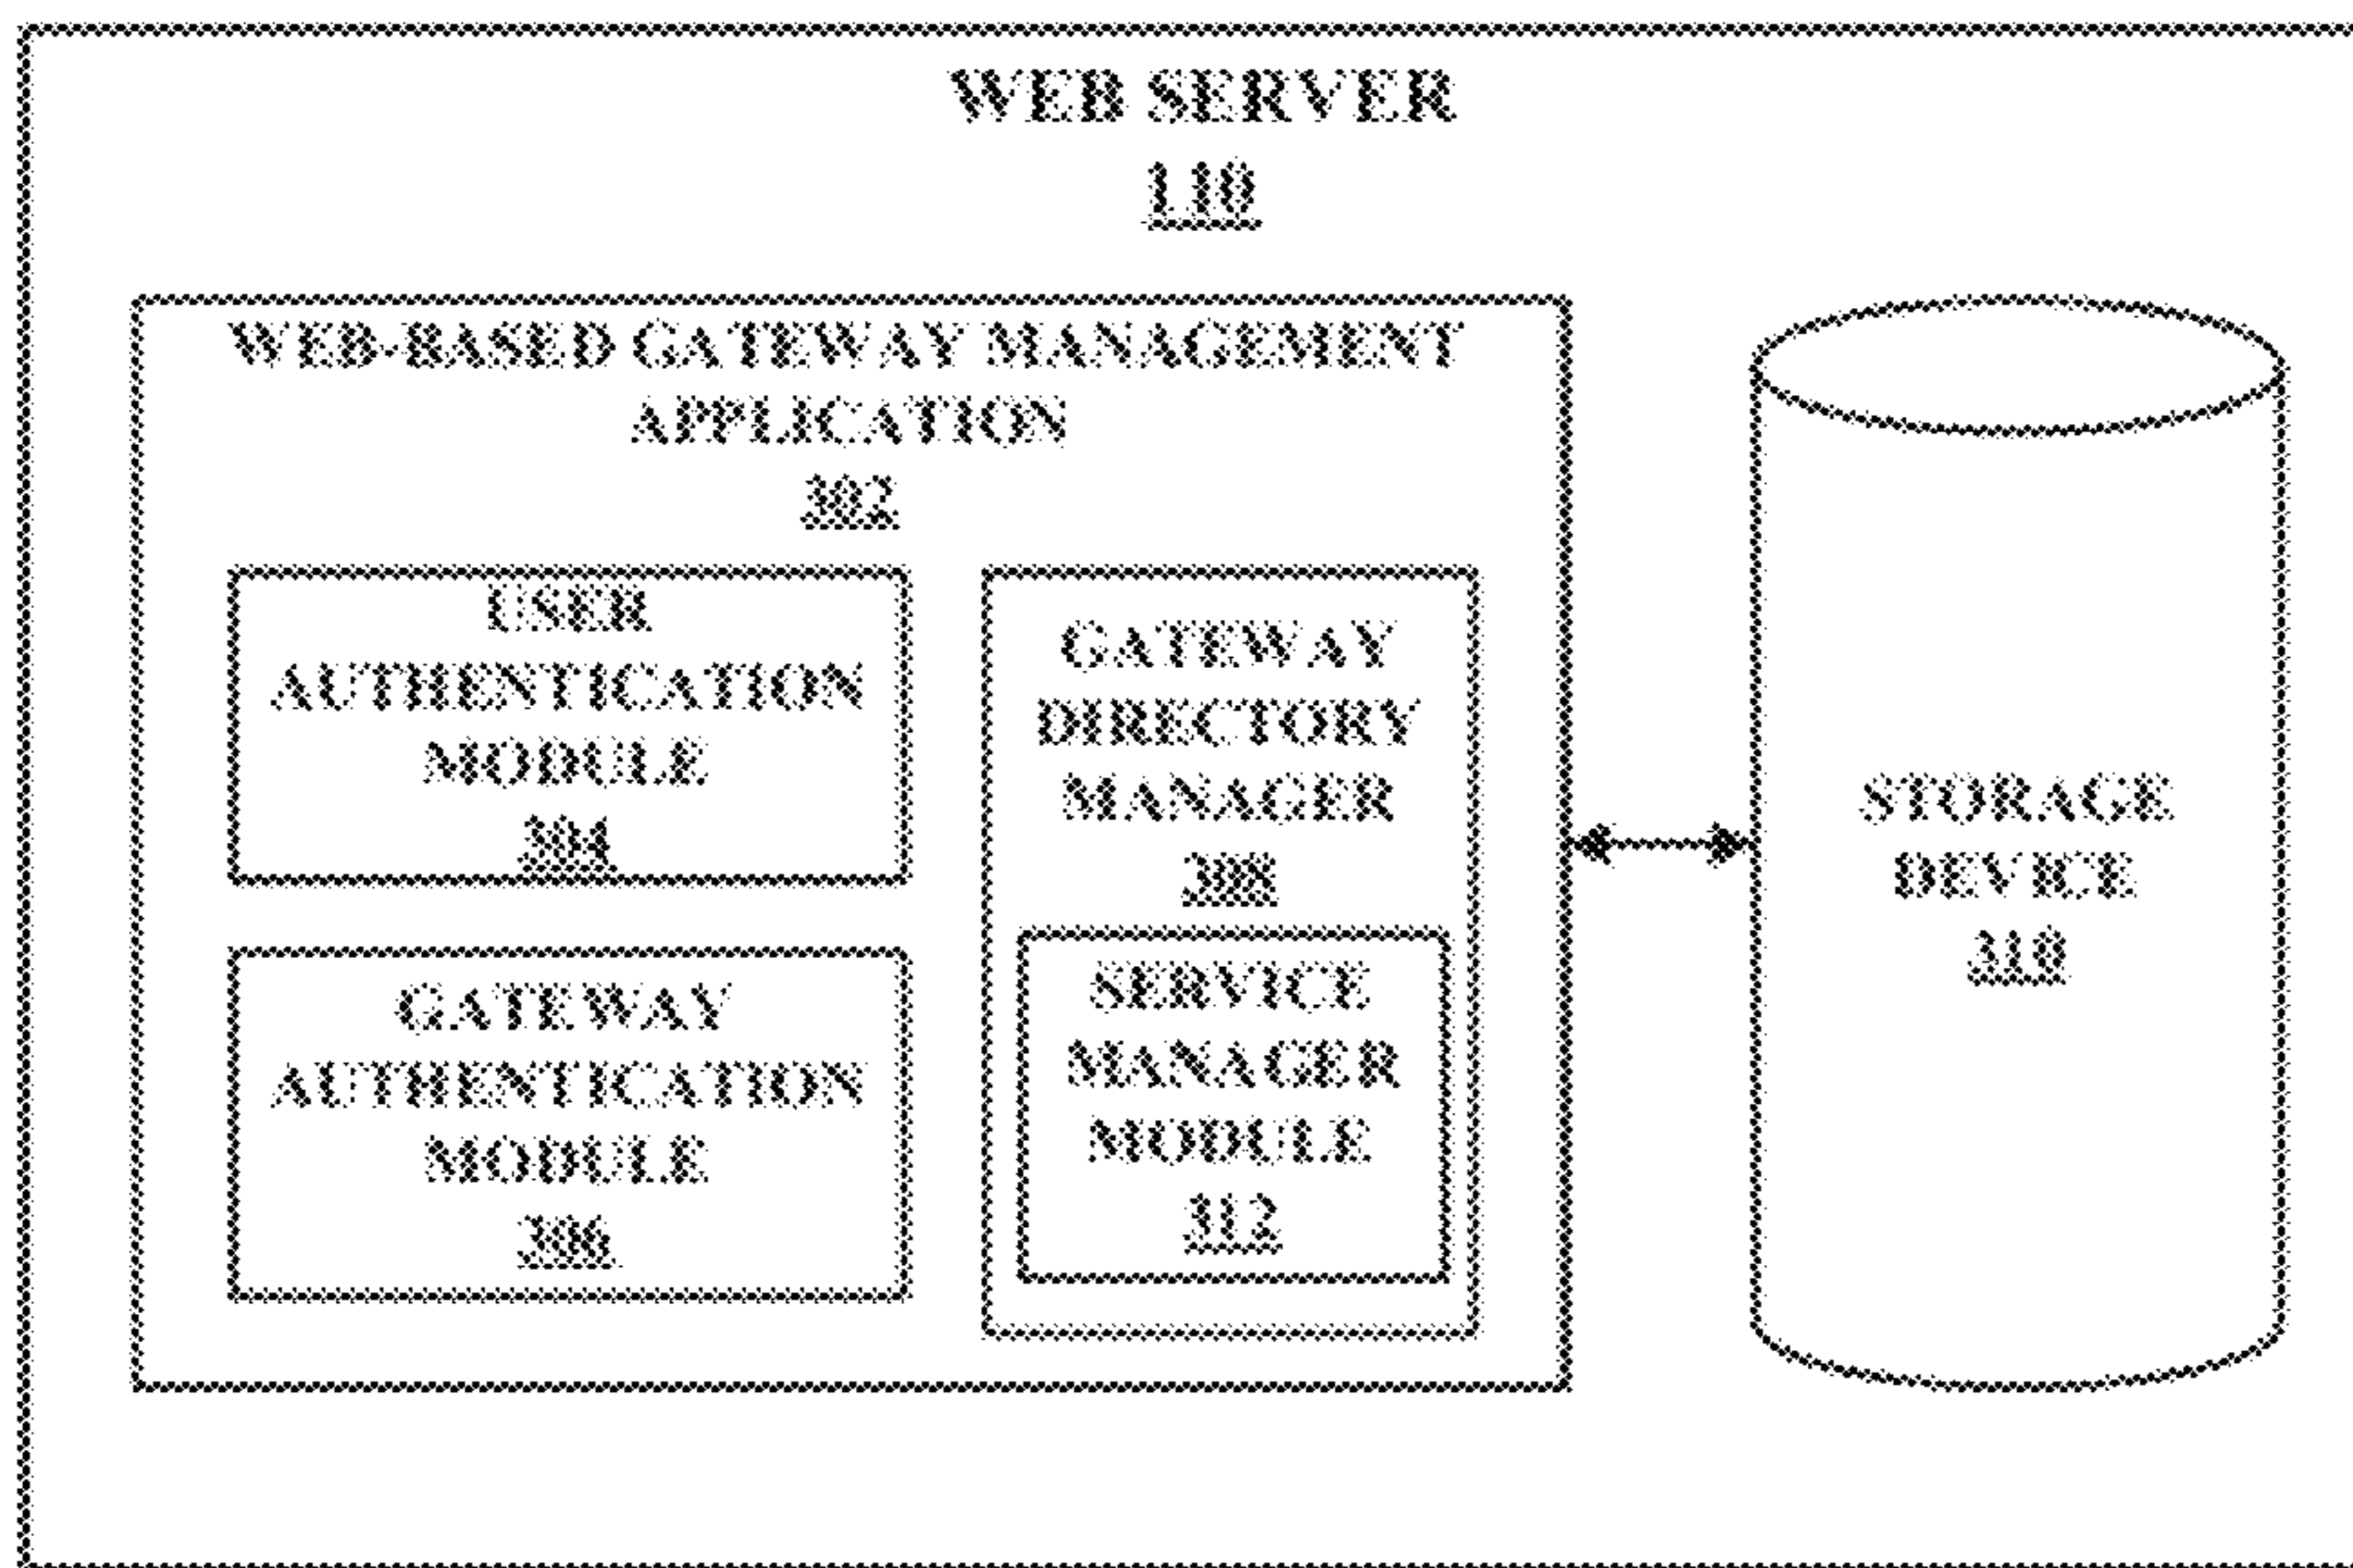 WEB SERVER
110
WEB-BASED GATEWAY MANAGEMENT
APPLICATION
302
USER
AUTHENTICATION
MODULE
304
GATEWAY
AUTHENTICATION
MODULE
306
GATEWAY
DIRECTORY
MANAGER
308
SERVICE
MANAGER
MODULE
312
STORAGE
DEVICE
310